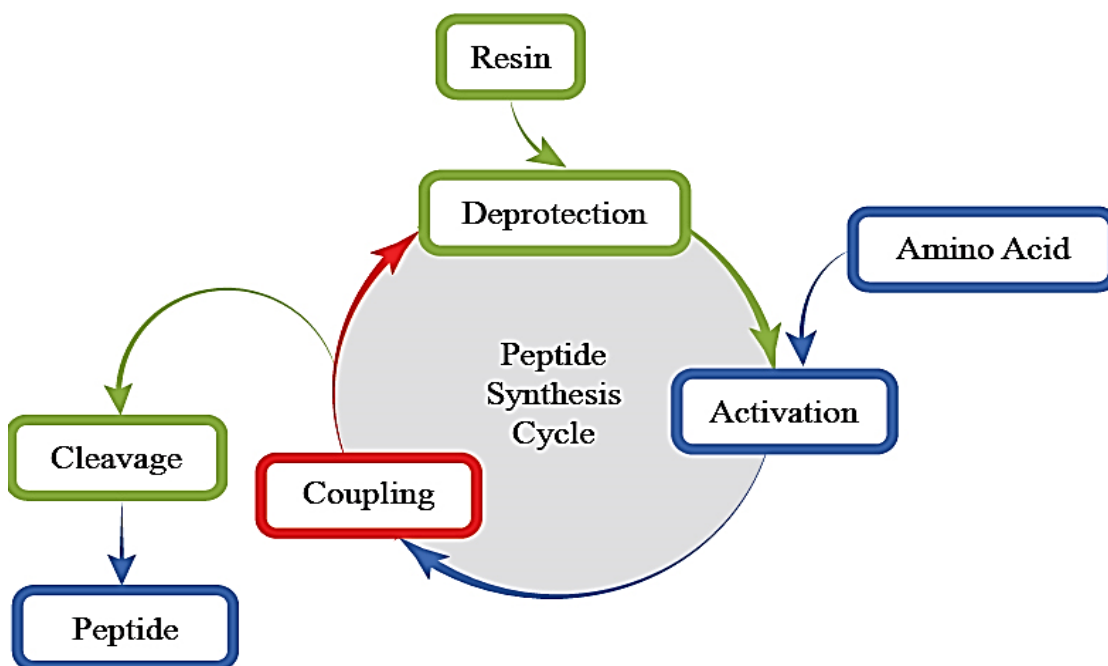 Resin
Deprotection
Amino Acid
Peptide
Synthesis
Cycle
Activation
Cleavage
Coupling
Peptide